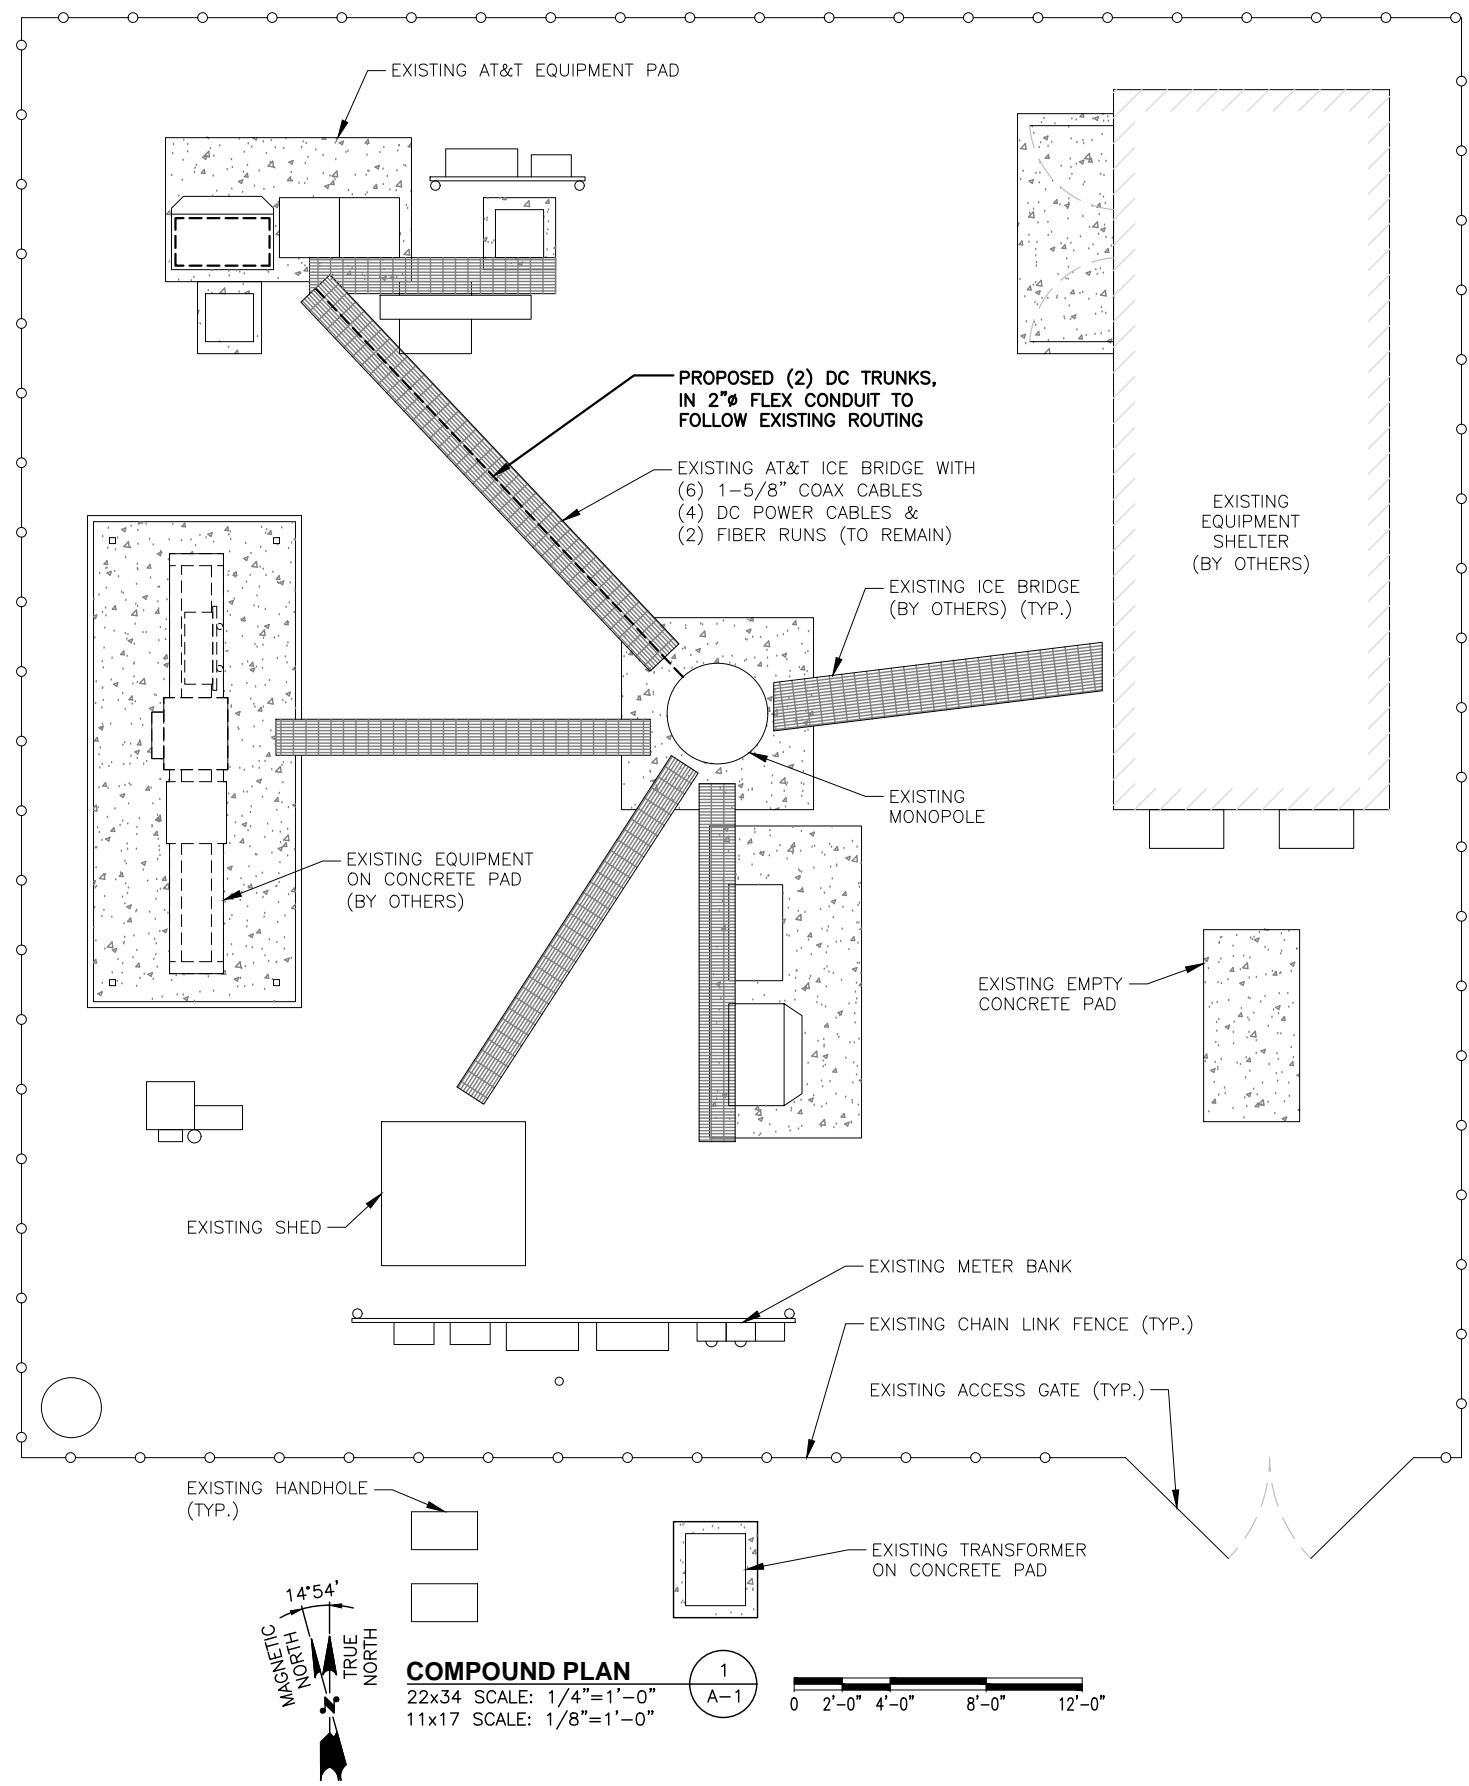 EXISTING AT&T EQUIPMENT PAD
PROPOSED (2) DC TRUNKS,
IN 2"ø FLEX CONDUIT TO
FOLLOW EXISTING ROUTING
EXISTING AT&T ICE BRIDGE WITH
(6) 1-5/8" COAX CABLES
(4) DC POWER CABLES &
(2) FIBER RUNS (TO REMAIN)
EXISTING
EQUIPMENT
SHELTER
(BY OTHERS)
EXISTING ICE BRIDGE
(BY OTHERS) (TYP.)
EXISTING
MONOPOLE
EXISTING EQUIPMENT
ON CONCRETE PAD
(BY OTHERS)
EXISTING EMPTY
CONCRETE PAD
EXISTING SHED
EXISTING METER BANK
EXISTING CHAIN LINK FENCE (TYP.)
EXISTING ACCESS GATE (TYP.)
EXISTING HANDHOLE
(TYP.)
EXISTING TRANSFORMER
ON CONCRETE PAD
14°54'
MAGNETIC
NORTH
TRUE
NORTH
N
COMPOUND PLAN
22x34 SCALE: 1/4"=1'-0"
11x17 SCALE: 1/8"=1'-0"
1
A-1
0 2'-0" 4'-0" 8'-0" 12'-0"